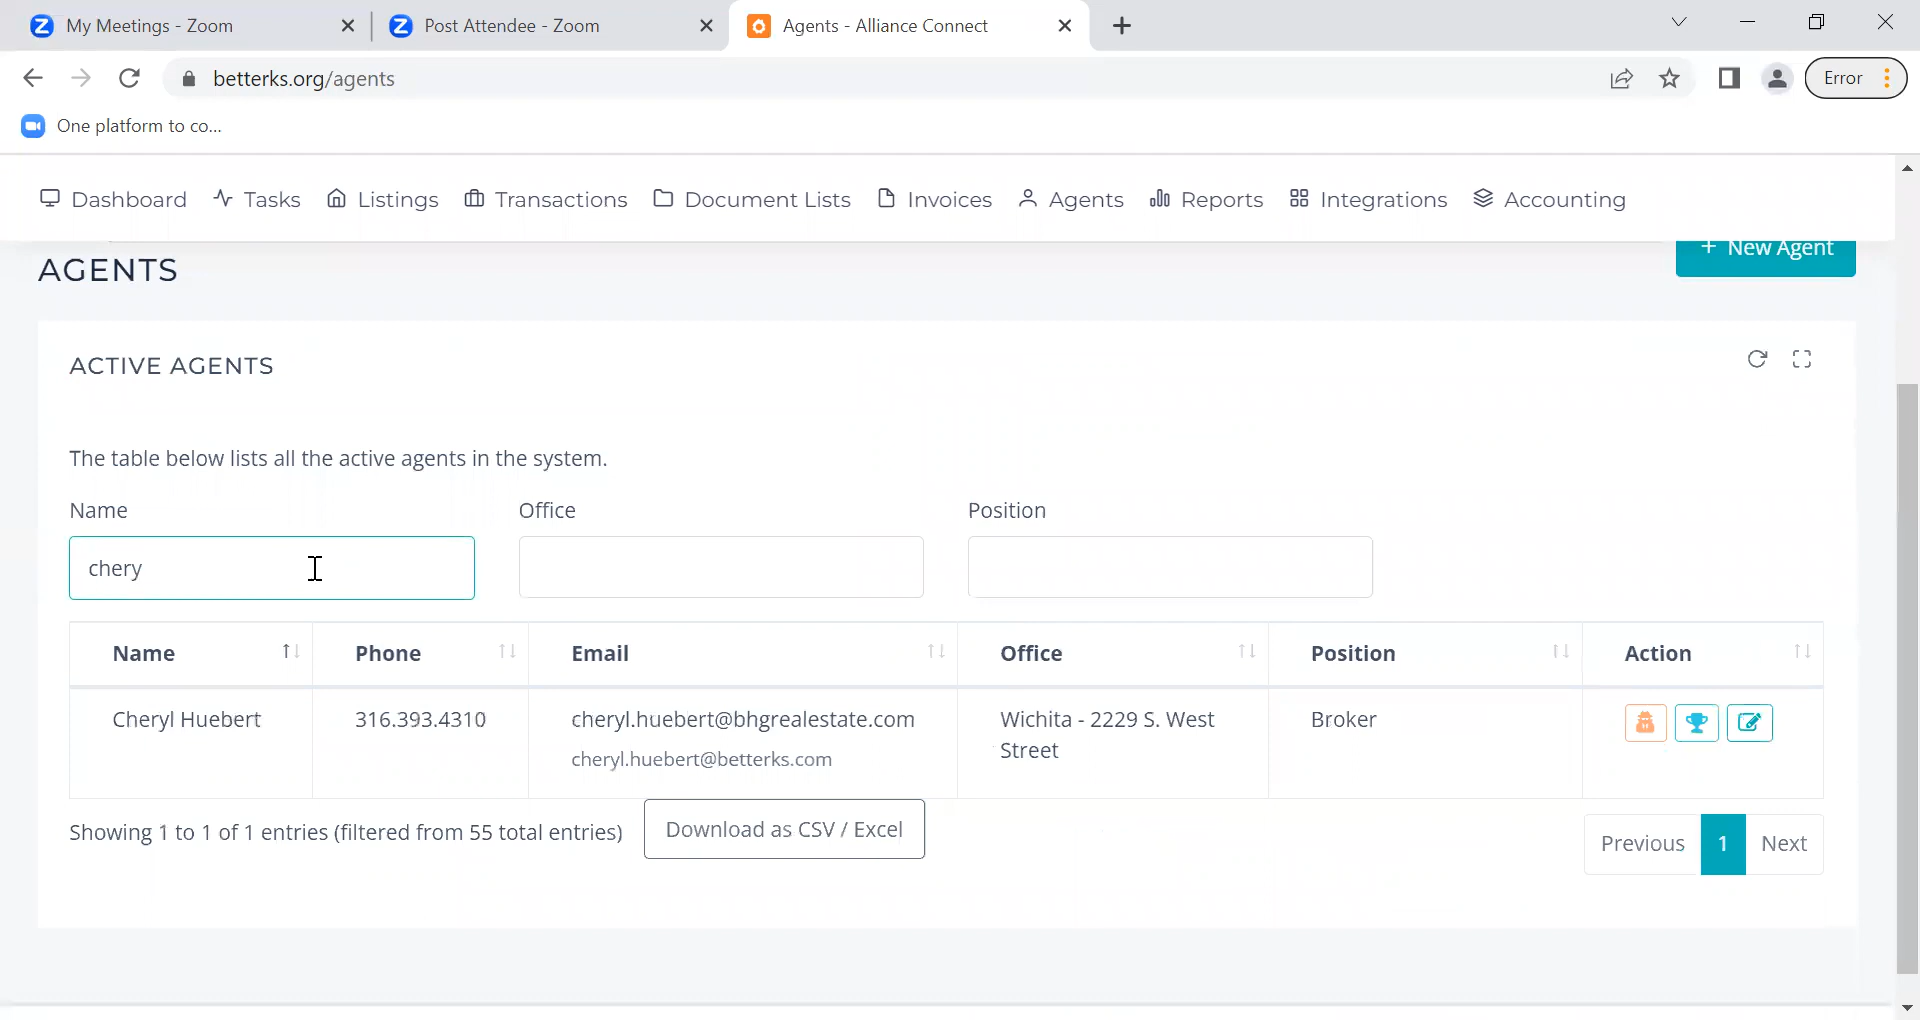 My Meetings - Zoom
Post Attendee - Zoom
Agents - Alliance Connect
betterks.org/agents
Error
One platform to co...
Dashboard
Tasks
Listings
Transactions
Document Lists
Invoices
Agents
Reports
Integrations
Accounting
AGENTS
+ New Agent
ACTIVE AGENTS
The table below lists all the active agents in the system.
Name
Office
Position
chery
Name
Phone
Email
Office
Position
Action
Cheryl Huebert
316.393.4310
cheryl.huebert@bhgrealestate.com
cheryl.huebert@betterks.com
Wichita - 2229 S. West
Street
Broker
Showing 1 to 1 of 1 entries (filtered from 55 total entries)
Download as CSV / Excel
Previous
1
Next